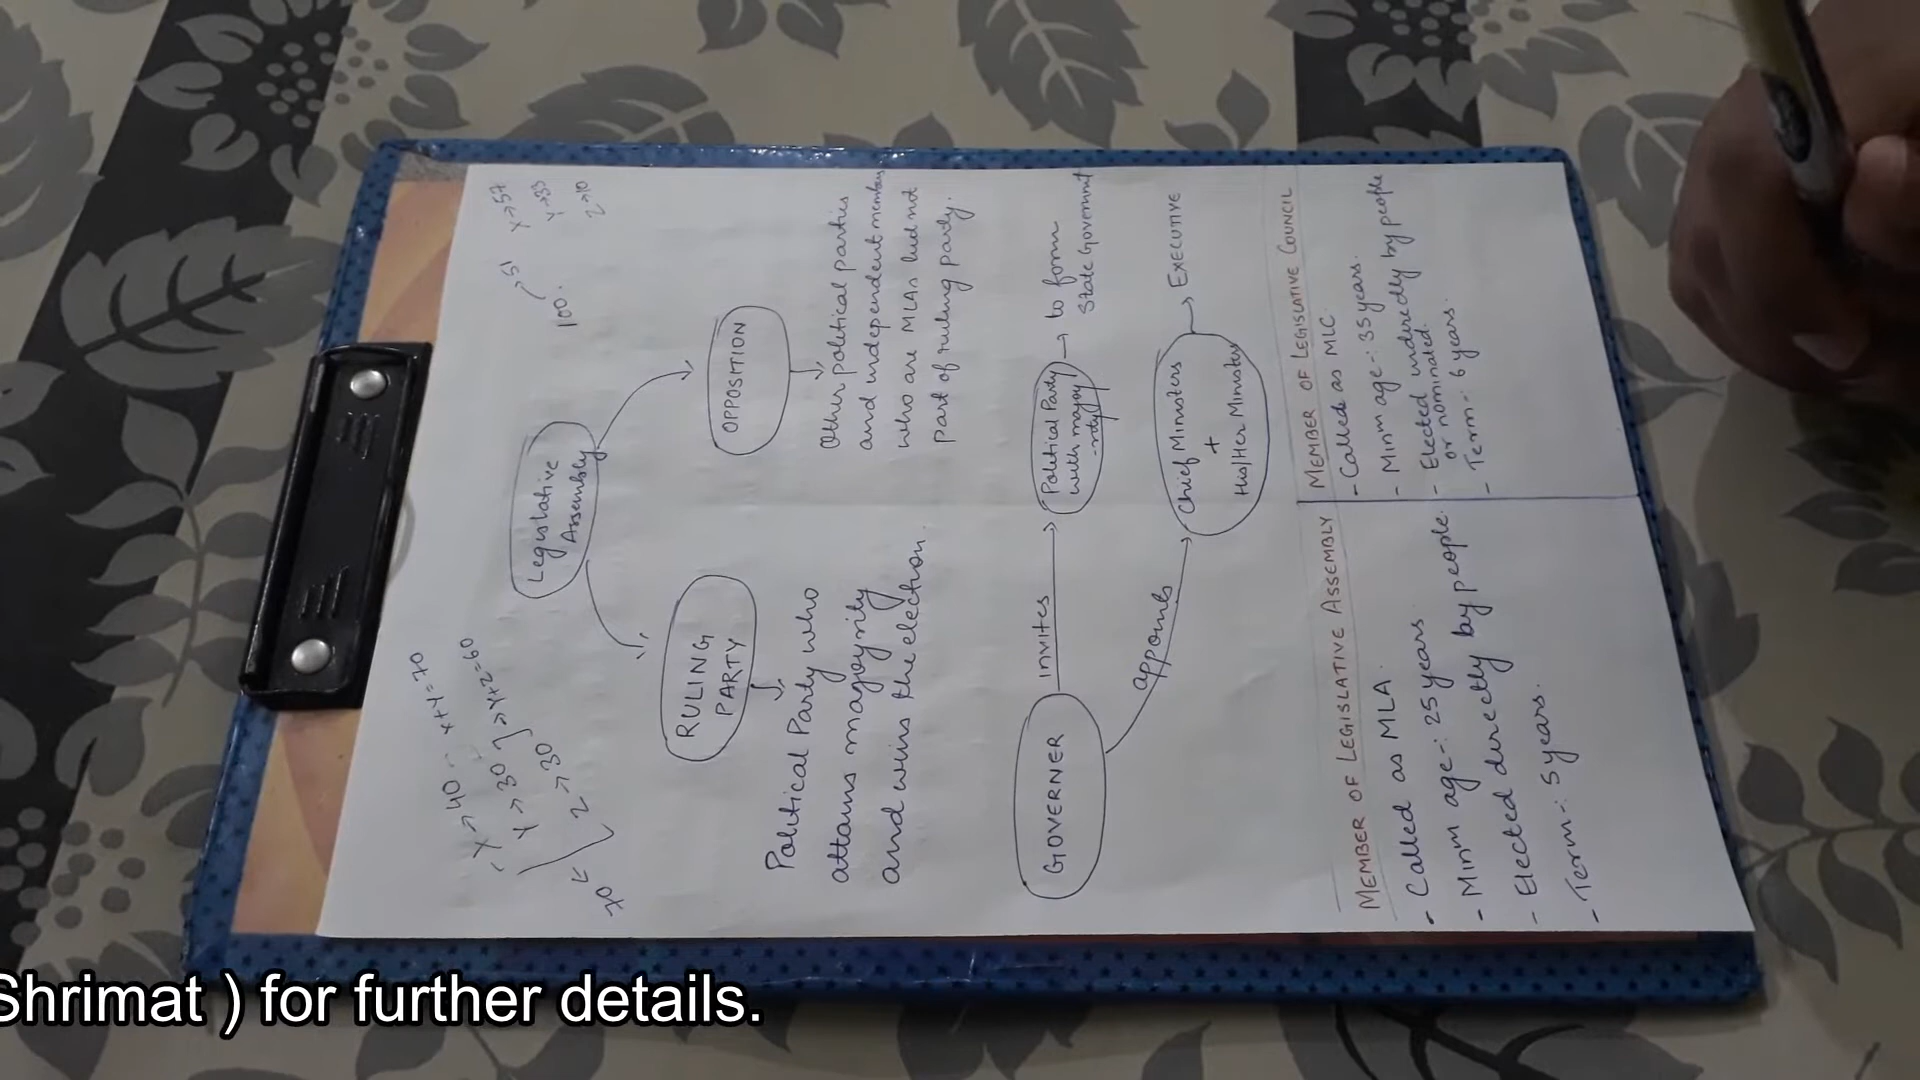 X→40 .. X+Y=70
Y→30 ] → Y+Z=60
Z→30
70
100. → 51
X→57
Y→33
Z→10
Legislative
Assembly
RULING
PARTY
Political Party who
attains majority
and wins the election.
OPPOSITION
Other political parties
and independent members
who are MLAs but not
part of ruling party.
GOVERNER
invites
Political Party
with major
-rity
→ to form
State Government
appoints
Chief Ministers
+
His/Her Ministers
→ EXECUTIVE
MEMBER OF LEGISLATIVE ASSEMBLY
- Called as MLA.
- Minm age -: 25 years
- Elected directly by people.
- Term -: 5 years.
MEMBER OF LEGISLATIVE COUNCIL
- Called as MLC
- Minm age -: 35 years.
- Elected indirectly by people
or nominated.
- Term -: 6 years.
-
Shrimat ) for further details.